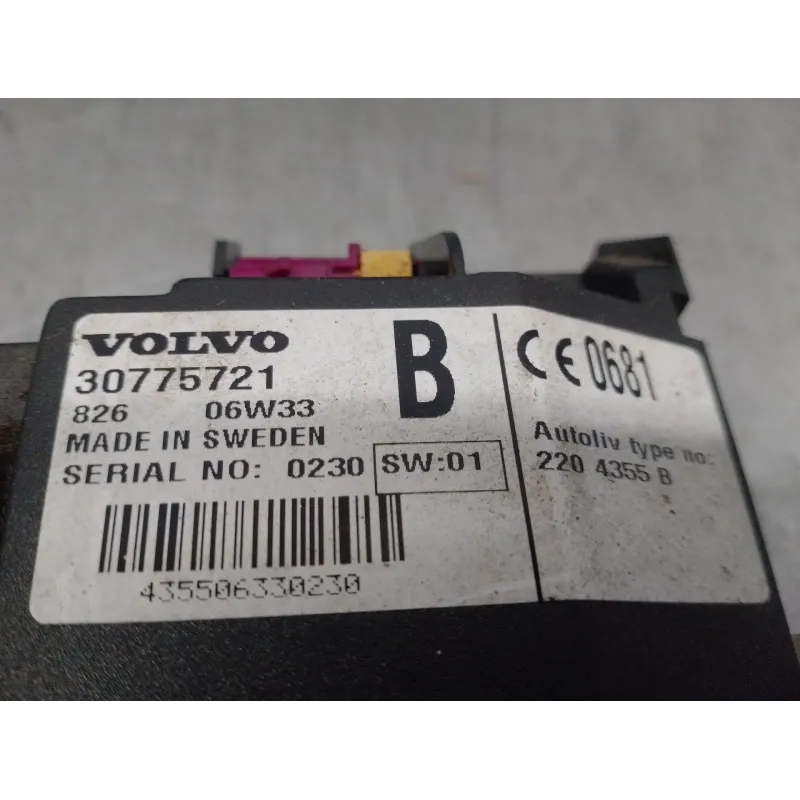 VOLVO
30775721
826 06W33
MADE IN SWEDEN
SERIAL NO: 0230
SW:01
435506330230
B
CE 0681
Autoliv type no:
220 4355 B